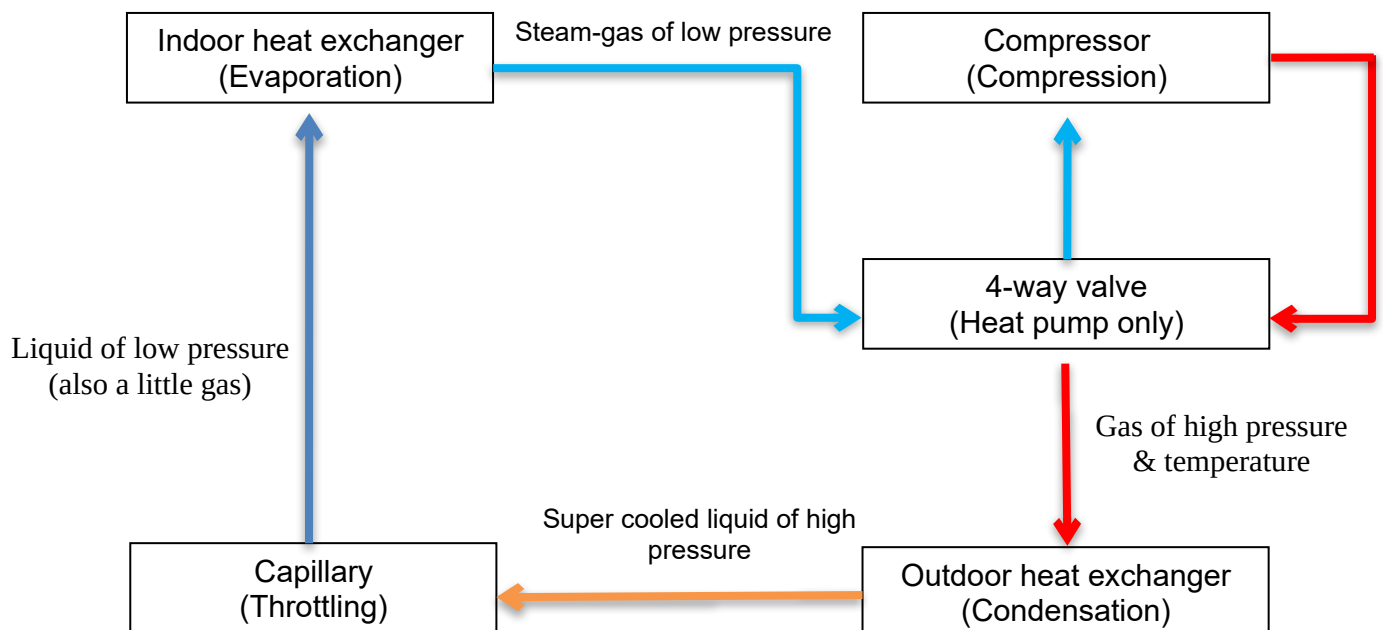 Indoor heat exchanger
(Evaporation)
Steam-gas of low pressure
Compressor
(Compression)
4-way valve
(Heat pump only)
Liquid of low pressure
(also a little gas)
Gas of high pressure
& temperature
Super cooled liquid of high
pressure
Capillary
(Throttling)
Outdoor heat exchanger
(Condensation)